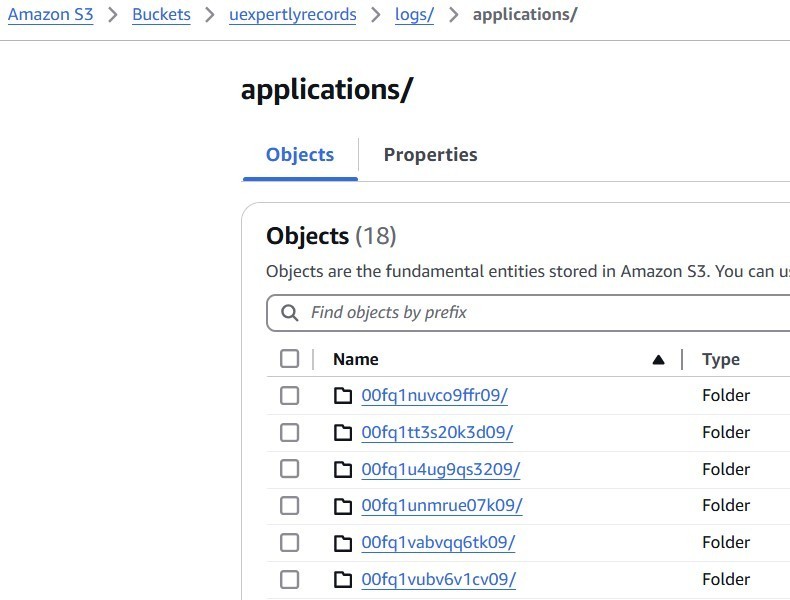 Amazon S3 > Buckets > uexpertlyrecords > logs/ > applications/
applications/
Objects Properties
Objects (18)
Objects are the fundamental entities stored in Amazon S3. You can
Find objects by prefix
Name Type
00fq1nuvco9ffr09/ Folder
00fq1tt3s20k3d09/ Folder
00fq1u4ug9qs3209/ Folder
00fq1unmrue07k09/ Folder
00fq1vabvqq6tk09/ Folder
00fq1vubv6v1cv09/ Folder